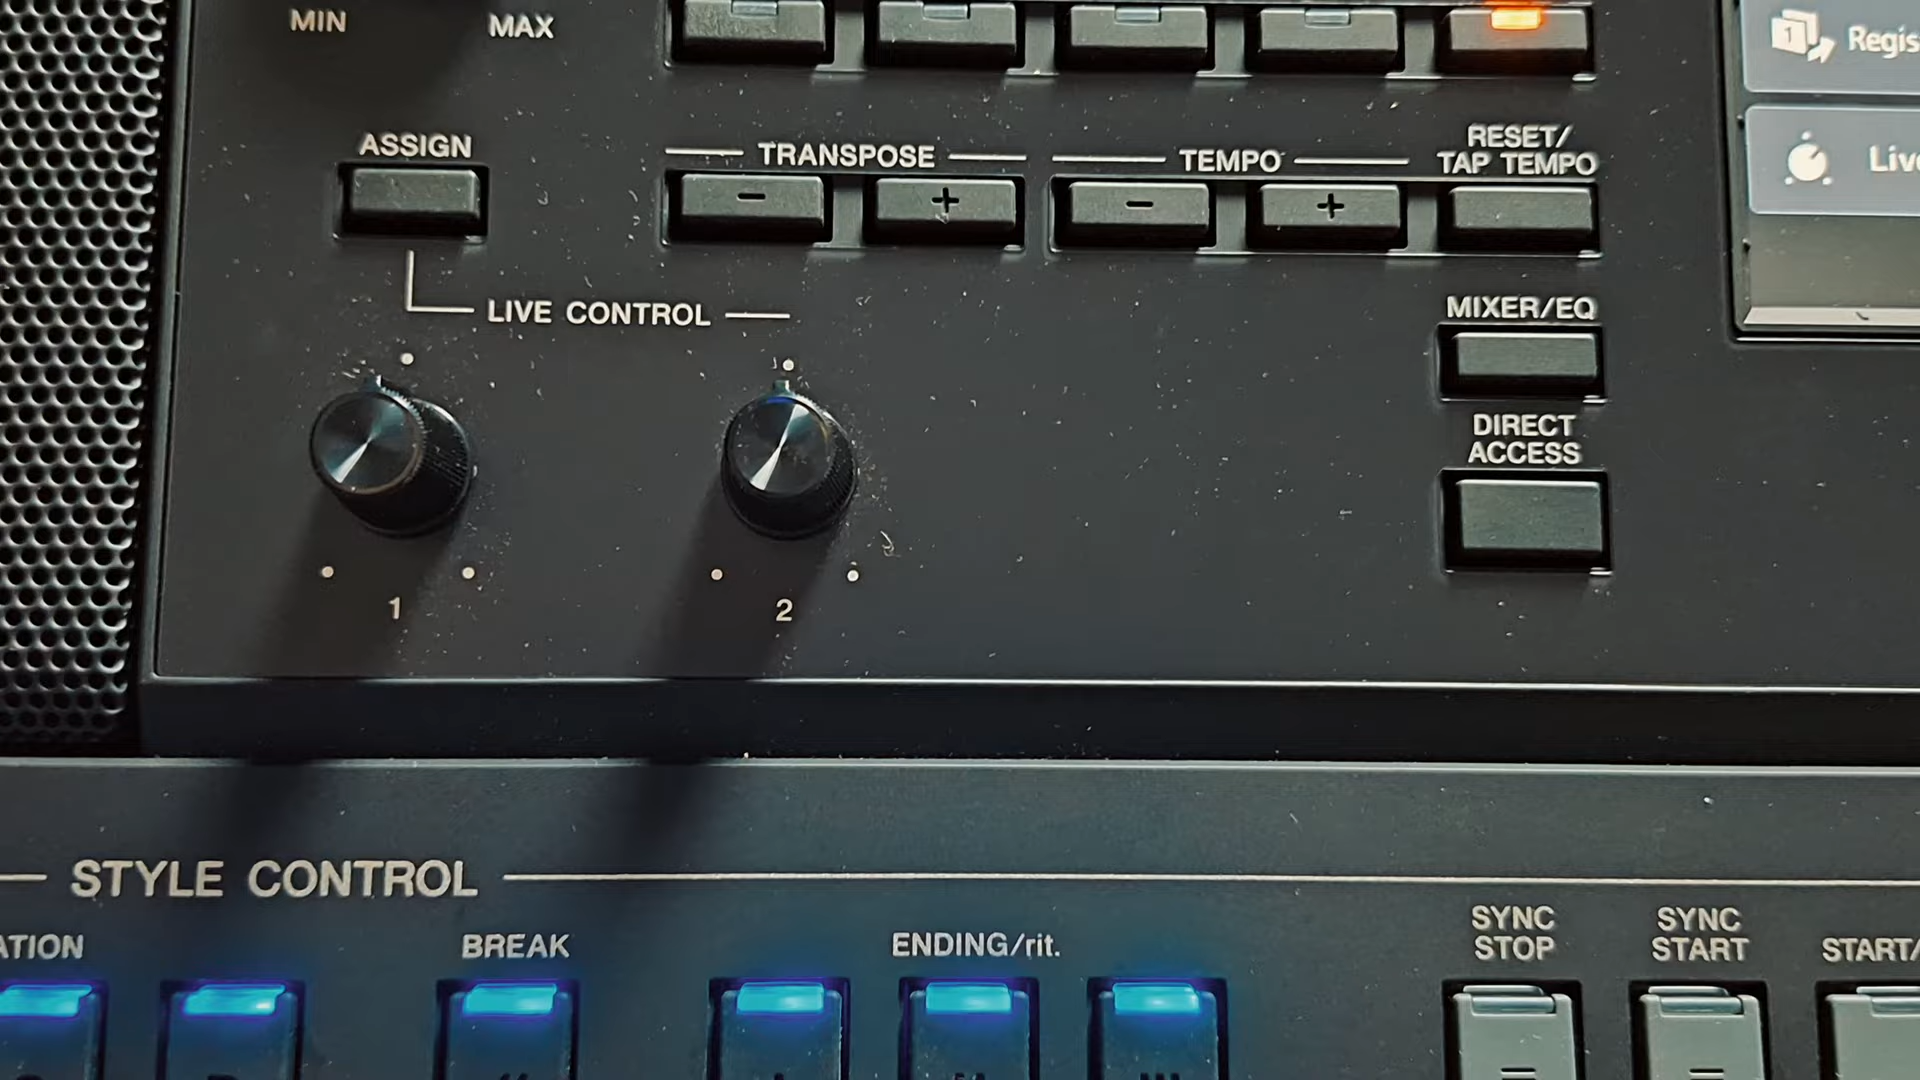 MIN
MAX
1
Regis
ASSIGN
TRANSPOSE
TEMPO
RESET/
TAP TEMPO
- + - +
Live
LIVE CONTROL
MIXER/EQ
DIRECT
ACCESS
1
2
STYLE CONTROL
ATION
BREAK
ENDING/rit.
SYNC
STOP
SYNC
START
START/